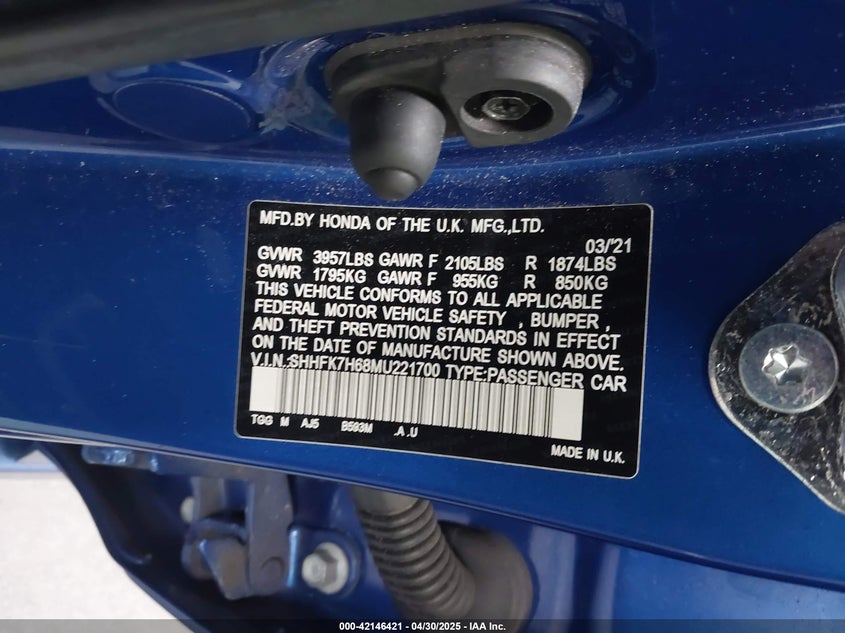 MFD.BY HONDA OF THE U.K. MFG.,LTD.
03/'21
GVWR 3957LBS GAWR F 2105LBS R 1874LBS
GVWR 1795KG GAWR F 955KG R 850KG
THIS VEHICLE CONFORMS TO ALL APPLICABLE
FEDERAL MOTOR VEHICLE SAFETY , BUMPER ,
AND THEFT PREVENTION STANDARDS IN EFFECT
ON THE DATE OF MANUFACTURE SHOWN ABOVE.
V.I.N.:SHHFK7H68MU221700 TYPE:PASSENGER CAR
TGG M AJ5 B593M .A .U
MADE IN U.K.
000-42146421 - 04/30/2025 - IAA Inc.